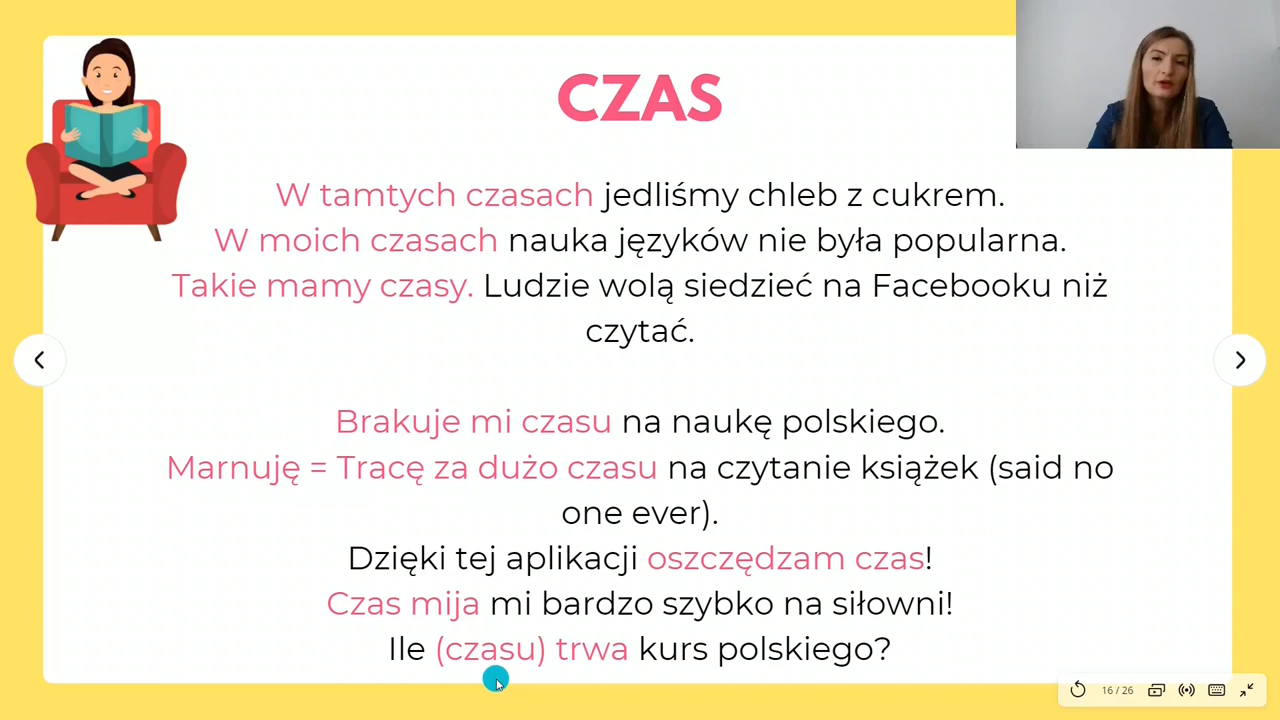 CZAS
W tamtych czasach jedliśmy chleb z cukrem.
W moich czasach nauka języków nie była popularna.
Takie mamy czasy. Ludzie wolą siedzieć na Facebooku niż
czytać.
Brakuje mi czasu na naukę polskiego.
Marnuję = Tracę za dużo czasu na czytanie książek (said no
one ever).
Dzięki tej aplikacji oszczędzam czas!
Czas mija mi bardzo szybko na siłowni!
Ile (czasu) trwa kurs polskiego?
16 / 26